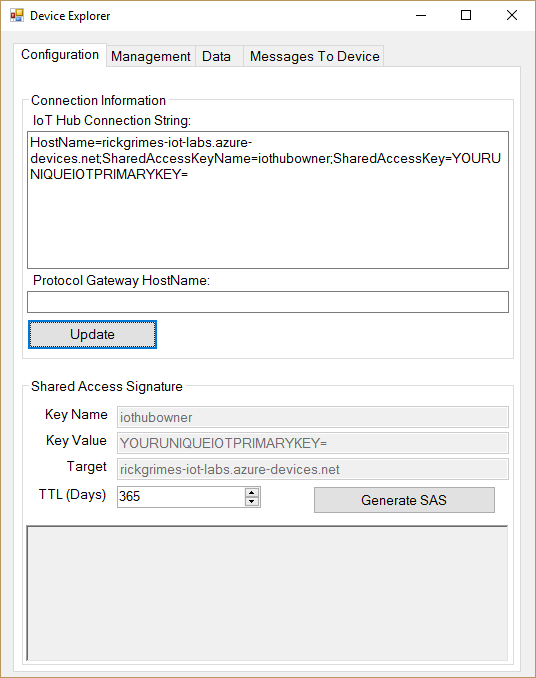 Device Explorer
Configuration Management Data Messages To Device
Connection Information
IoT Hub Connection String:
HostName=rickgrimes-iot-labs.azure-
devices.net;SharedAccessKeyName=iothubowner;SharedAccessKey=YOURU
NIQUEIOTPRIMARYKEY=
Protocol Gateway HostName:
Update
Shared Access Signature
Key Name iothubowner
Key Value YOURUNIQUEIOTPRIMARYKEY=
Target rickgrimes-iot-labs.azure-devices.net
TTL (Days) 365 Generate SAS